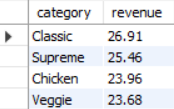 category revenue
Classic 26.91
Supreme 25.46
Chicken 23.96
Veggie 23.68